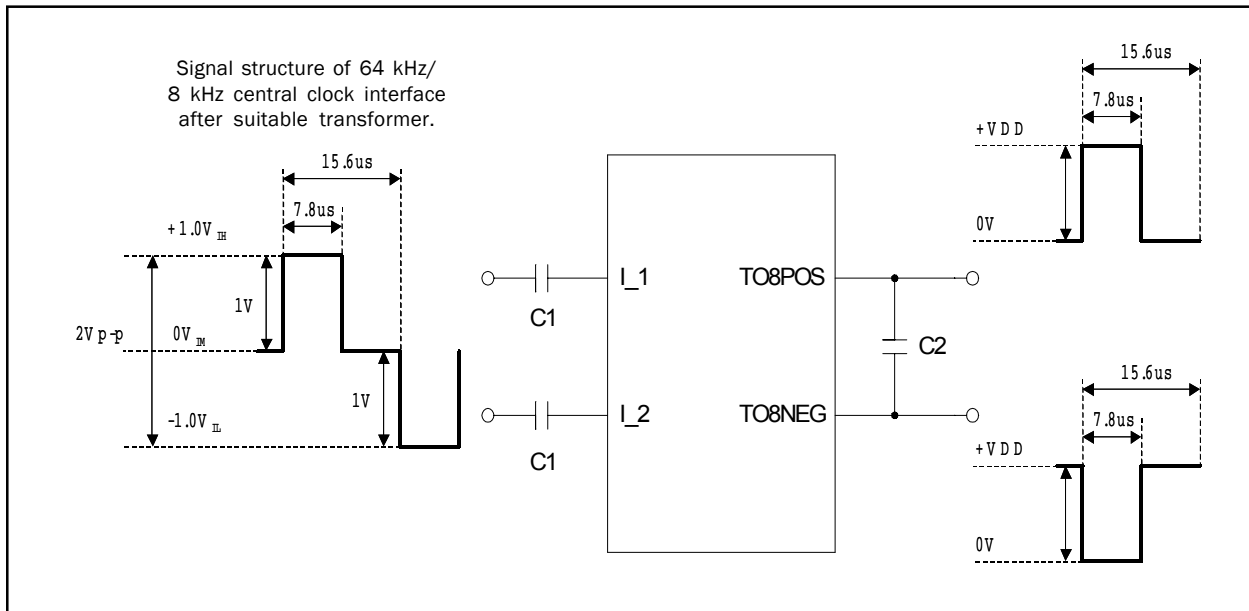 Signal structure of 64 kHz/
8 kHz central clock interface
after suitable transformer.
15.6us
7.8us
+1.0V IH
1V
2Vp-p
0V IM
1V
-1.0V IL
C1
C1
I_1
I_2
TO8POS
TO8NEG
C2
15.6us
7.8us
+VDD
0V
15.6us
7.8us
+VDD
0V